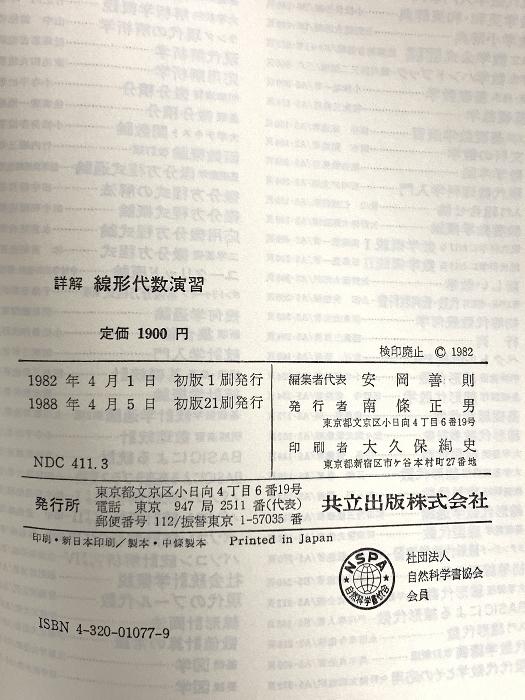 詳解 線形代数演習
定価 1900 円
検印廃止 © 1982
1982 年 4 月 1 日 初版 1 刷発行
1988 年 4 月 5 日 初版21刷発行
NDC 411.3
編集者代表 安岡善則
発行者 南條正男
東京都文京区小日向4丁目6番19号
印刷者 大久保絢史
東京都新宿区市ケ谷本村町27番地
発行所
東京都文京区小日向4丁目6番19号
電話 東京 947 局 2511 番(代表)
郵便番号 112/振替東京 1-57035 番
共立出版株式会社
印刷・新日本印刷/製本・中條製本 Printed in Japan
NSPA
自然科学書協会
社団法人
自然科学書協会
会員
ISBN 4-320-01077-9